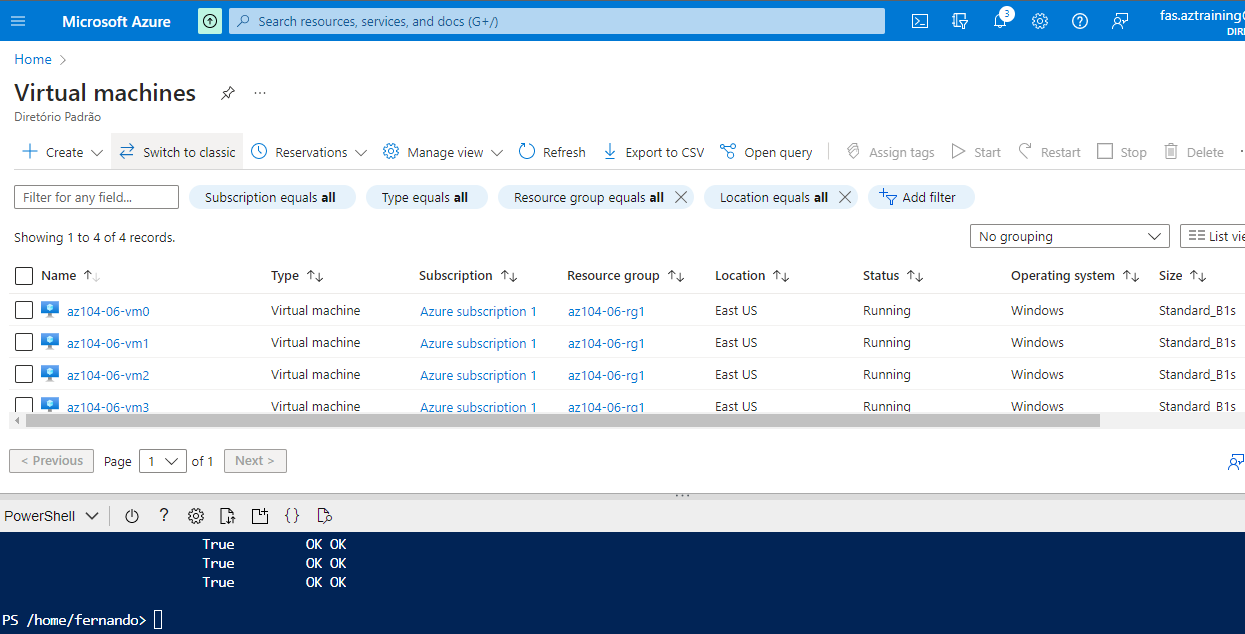 Microsoft Azure Search resources, services, and docs (G+/) 3 fas.aztraining@
DIRE
Home
Virtual machines ...
Diretório Padrão
Create Switch to classic Reservations Manage view Refresh Export to CSV Open query Assign tags Start Restart Stop Delete
Filter for any field... Subscription equals all Type equals all Resource group equals all Location equals all Add filter
Showing 1 to 4 of 4 records. No grouping List vie
Name Type Subscription Resource group Location Status Operating system Size
az104-06-vm0 Virtual machine Azure subscription 1 az104-06-rg1 East US Running Windows Standard_B1s
az104-06-vm1 Virtual machine Azure subscription 1 az104-06-rg1 East US Running Windows Standard_B1s
az104-06-vm2 Virtual machine Azure subscription 1 az104-06-rg1 East US Running Windows Standard_B1s
az104-06-vm3 Virtual machine Azure subscription 1 az104-06-rg1 East US Running Windows Standard_B1s
< Previous Page 1 of 1 Next >
PowerShell ? {}
True OK OK
True OK OK
True OK OK
PS /home/fernando>